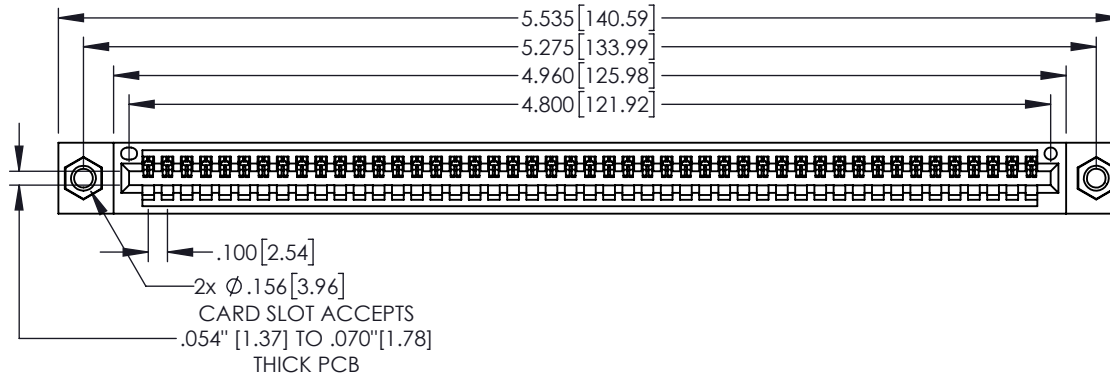 5.535[140.59]
5.275[133.99]
4.960[125.98]
4.800[121.92]
.100[2.54]
2x Ø.156[3.96]
CARD SLOT ACCEPTS
.054" [1.37] TO .070"[1.78]
THICK PCB